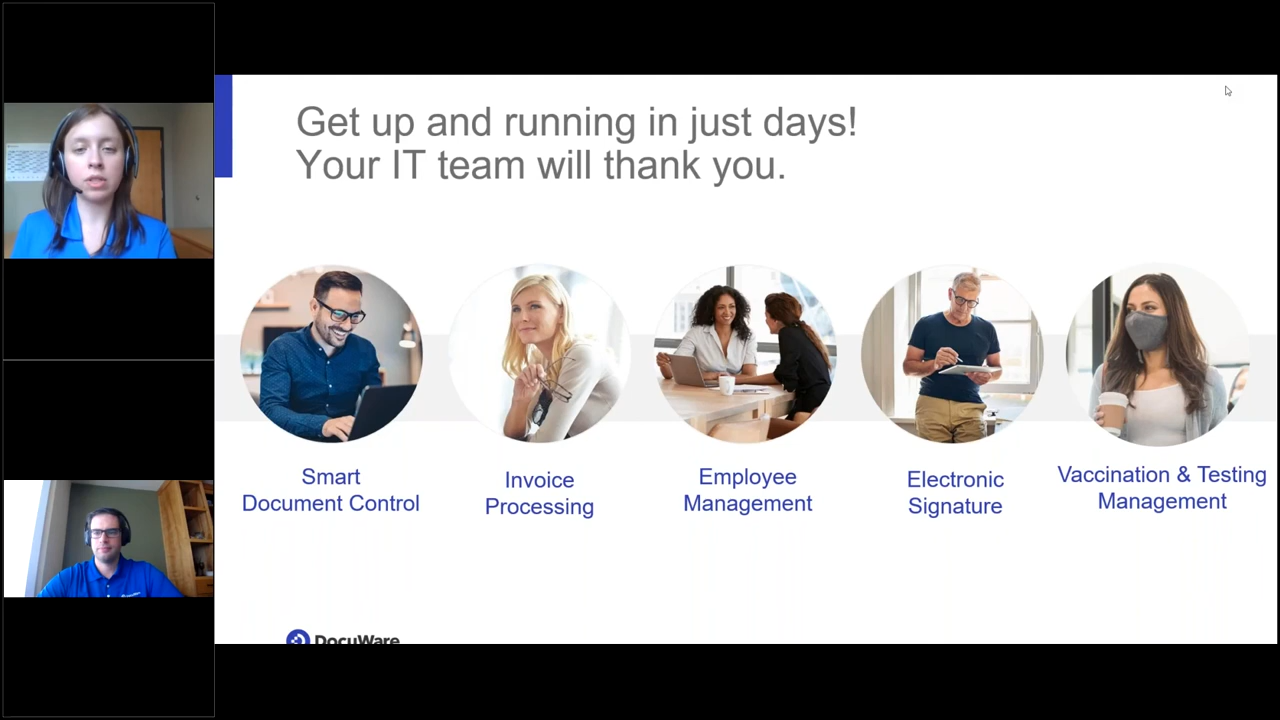 Get up and running in just days!
Your IT team will thank you.
Smart
Document Control
Invoice
Processing
Employee
Management
Electronic
Signature
Vaccination & Testing
Management
DocuWare